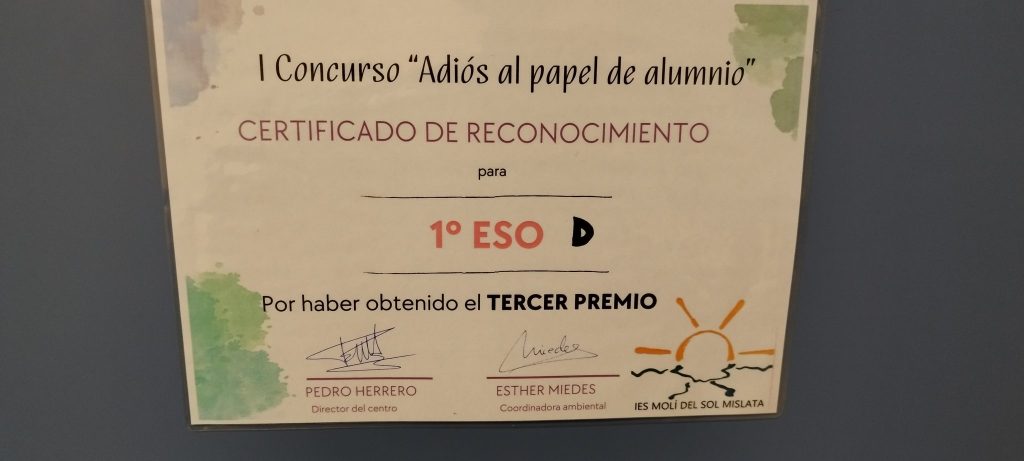 I Concurso "Adiós al papel de alumnio"
CERTIFICADO DE RECONOCIMIENTO
para
1º ESO D
Por haber obtenido el TERCER PREMIO
Miedes
PEDRO HERRERO
Director del centro
ESTHER MIEDES
Coordinadora ambiental
IES MOLÍ DEL SOL MISLATA